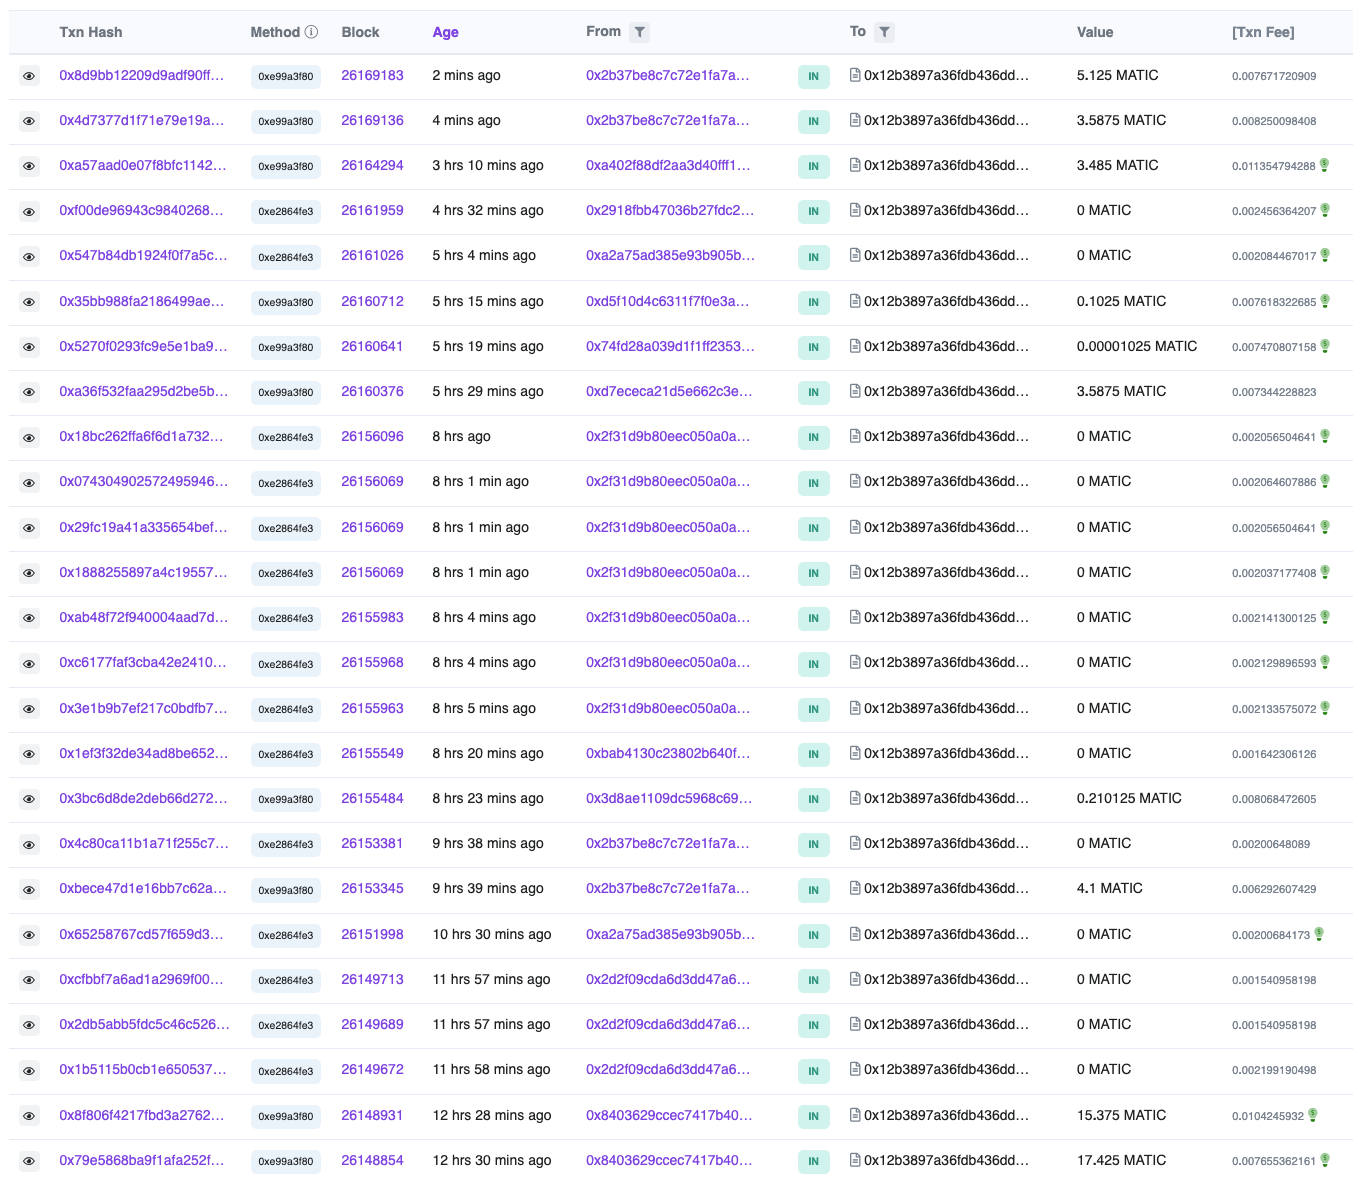 Txn Hash Method Block Age From To Value [Txn Fee]
0x8d9bb12209d9adf90ff... 0xe99a3f80 26169183 2 mins ago 0x2b37be8c7c72e1fa7a... IN 0x12b3897a36fdb436dd... 5.125 MATIC 0.007671720909
0x4d7377d1f71e79e19a... 0xe99a3f80 26169136 4 mins ago 0x2b37be8c7c72e1fa7a... IN 0x12b3897a36fdb436dd... 3.5875 MATIC 0.008250098408
0xa57aad0e07f8bfc1142... 0xe99a3f80 26164294 3 hrs 10 mins ago 0xa402f88df2aa3d40fff1... IN 0x12b3897a36fdb436dd... 3.485 MATIC 0.011354794288
0xf00de96943c9840268... 0xe2864fe3 26161959 4 hrs 32 mins ago 0x2918fbb47036b27fdc2... IN 0x12b3897a36fdb436dd... 0 MATIC 0.002456364207
0x547b84db1924f0f7a5c... 0xe2864fe3 26161026 5 hrs 4 mins ago 0xa2a75ad385e93b905b... IN 0x12b3897a36fdb436dd... 0 MATIC 0.002084467017
0x35bb988fa2186499ae... 0xe99a3f80 26160712 5 hrs 15 mins ago 0xd5f10d4c6311f7f0e3a... IN 0x12b3897a36fdb436dd... 0.1025 MATIC 0.007618322685
0x5270f0293fc9e5e1ba9... 0xe99a3f80 26160641 5 hrs 19 mins ago 0x74fd28a039d1f1ff2353... IN 0x12b3897a36fdb436dd... 0.00001025 MATIC 0.007470807158
0xa36f532faa295d2be5b... 0xe99a3f80 26160376 5 hrs 29 mins ago 0xd7ececa21d5e662c3e... IN 0x12b3897a36fdb436dd... 3.5875 MATIC 0.007344228823
0x18bc262ffa6f6d1a732... 0xe2864fe3 26156096 8 hrs ago 0x2f31d9b80eec050a0a... IN 0x12b3897a36fdb436dd... 0 MATIC 0.002056504641
0x074304902572495946... 0xe2864fe3 26156069 8 hrs 1 min ago 0x2f31d9b80eec050a0a... IN 0x12b3897a36fdb436dd... 0 MATIC 0.002064607886
0x29fc19a41a335654bef... 0xe2864fe3 26156069 8 hrs 1 min ago 0x2f31d9b80eec050a0a... IN 0x12b3897a36fdb436dd... 0 MATIC 0.002056504641
0x1888255897a4c19557... 0xe2864fe3 26156069 8 hrs 1 min ago 0x2f31d9b80eec050a0a... IN 0x12b3897a36fdb436dd... 0 MATIC 0.002037177408
0xab48f72f940004aad7d... 0xe2864fe3 26155983 8 hrs 4 mins ago 0x2f31d9b80eec050a0a... IN 0x12b3897a36fdb436dd... 0 MATIC 0.002141300125
0xc6177faf3cba42e2410... 0xe2864fe3 26155968 8 hrs 4 mins ago 0x2f31d9b80eec050a0a... IN 0x12b3897a36fdb436dd... 0 MATIC 0.002129896593
0x3e1b9b7ef217c0bdfb7... 0xe2864fe3 26155963 8 hrs 5 mins ago 0x2f31d9b80eec050a0a... IN 0x12b3897a36fdb436dd... 0 MATIC 0.002133575072
0x1ef3f32de34ad8be652... 0xe2864fe3 26155549 8 hrs 20 mins ago 0xbab4130c23802b640f... IN 0x12b3897a36fdb436dd... 0 MATIC 0.001642306126
0x3bc6d8de2deb66d272... 0xe99a3f80 26155484 8 hrs 23 mins ago 0x3d8ae1109dc5968c69... IN 0x12b3897a36fdb436dd... 0.210125 MATIC 0.008068472605
0x4c80ca11b1a71f255c7... 0xe2864fe3 26153381 9 hrs 38 mins ago 0x2b37be8c7c72e1fa7a... IN 0x12b3897a36fdb436dd... 0 MATIC 0.00200648089
0xbece47d1e16bb7c62a... 0xe99a3f80 26153345 9 hrs 39 mins ago 0x2b37be8c7c72e1fa7a... IN 0x12b3897a36fdb436dd... 4.1 MATIC 0.006292607429
0x65258767cd57f659d3... 0xe2864fe3 26151998 10 hrs 30 mins ago 0xa2a75ad385e93b905b... IN 0x12b3897a36fdb436dd... 0 MATIC 0.00200684173
0xcfbbf7a6ad1a2969f00... 0xe2864fe3 26149713 11 hrs 57 mins ago 0x2d2f09cda6d3dd47a6... IN 0x12b3897a36fdb436dd... 0 MATIC 0.001540958198
0x2db5abb5fdc5c46c526... 0xe2864fe3 26149689 11 hrs 57 mins ago 0x2d2f09cda6d3dd47a6... IN 0x12b3897a36fdb436dd... 0 MATIC 0.001540958198
0x1b5115b0cb1e650537... 0xe2864fe3 26149672 11 hrs 58 mins ago 0x2d2f09cda6d3dd47a6... IN 0x12b3897a36fdb436dd... 0 MATIC 0.002199190498
0x8f806f4217fbd3a2762... 0xe99a3f80 26148931 12 hrs 28 mins ago 0x8403629ccec7417b40... IN 0x12b3897a36fdb436dd... 15.375 MATIC 0.0104245932
0x79e5868ba9f1afa252f... 0xe99a3f80 26148854 12 hrs 30 mins ago 0x8403629ccec7417b40... IN 0x12b3897a36fdb436dd... 17.425 MATIC 0.007655362161